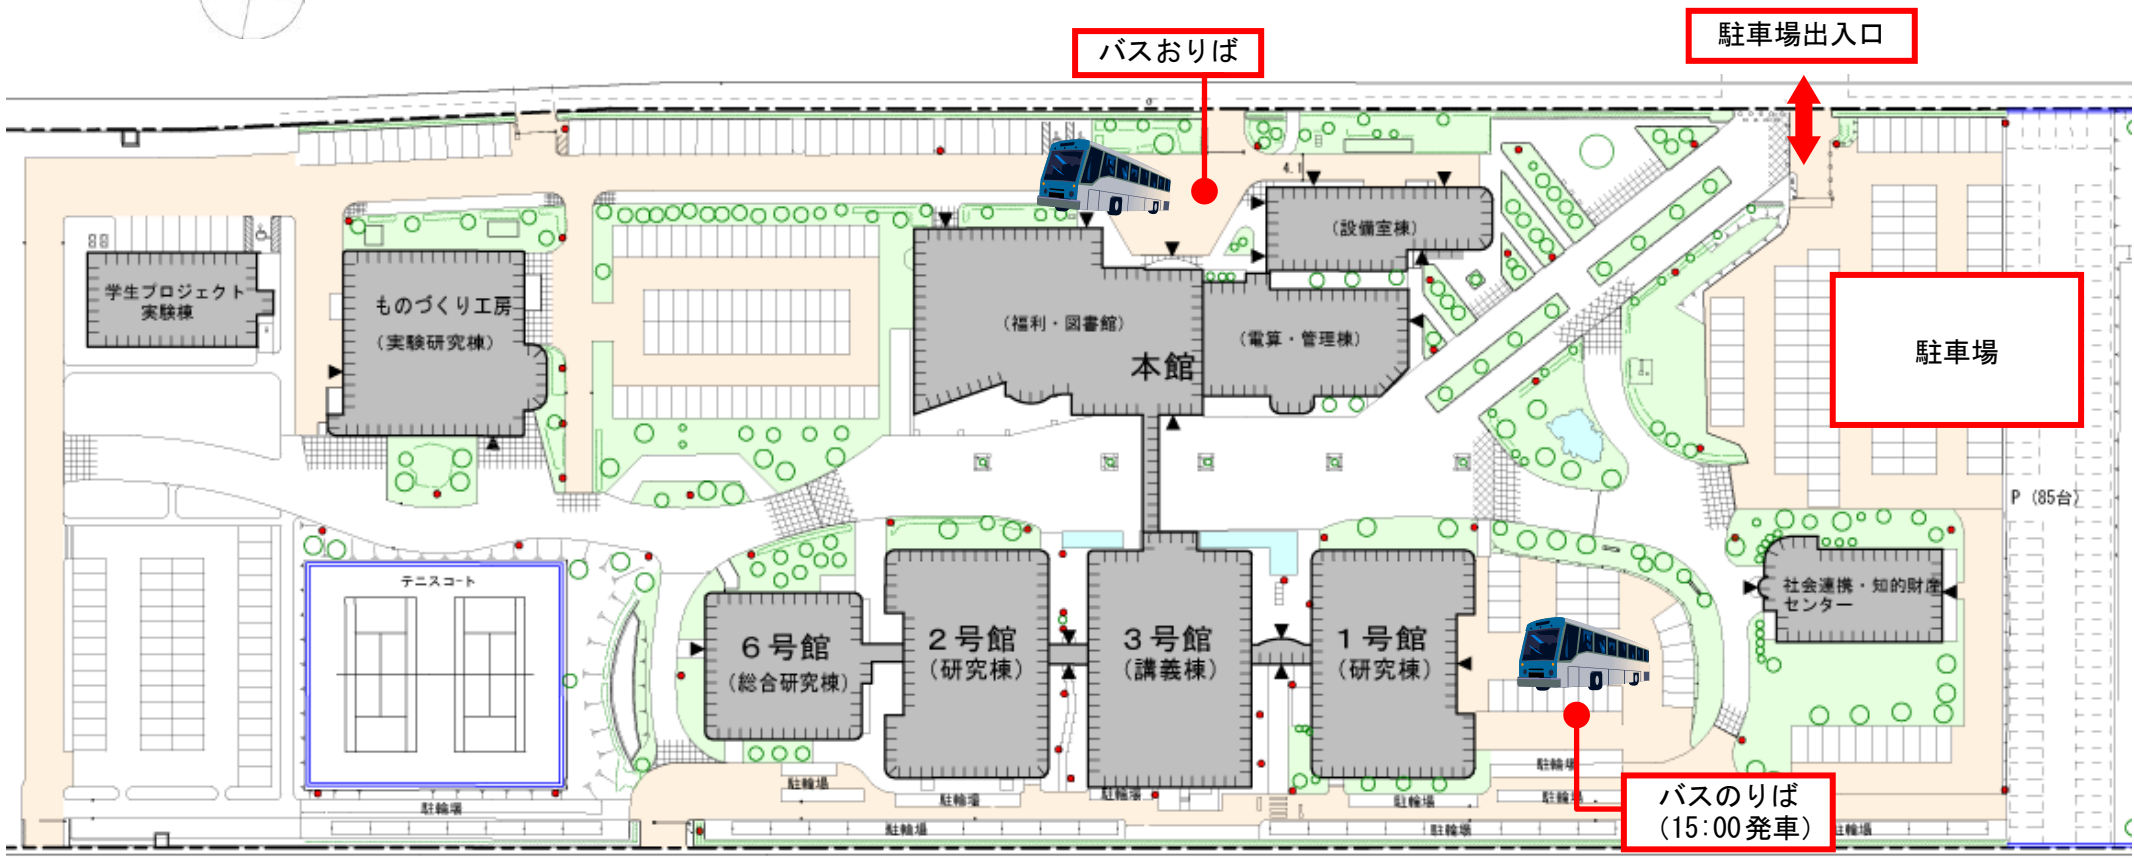 駐車場出入口
バスおりば
4.1
(設備室棟)
学生プロジェクト
実験棟
ものづくり工房
(実験研究棟)
(福利・図書館)
(電算・管理棟)
本館
駐車場
P (85台)
テニスコート
社会連携・知的財産
センター
6号館
(総合研究棟)
2号館
(研究棟)
3号館
(講義棟)
1号館
(研究棟)
駐輪場
駐輪場
駐輪場
駐輪場
駐輪場
駐輪場
駐輪場
駐輪場
駐輪場
駐輪場
バスのりば
(15:00発車)